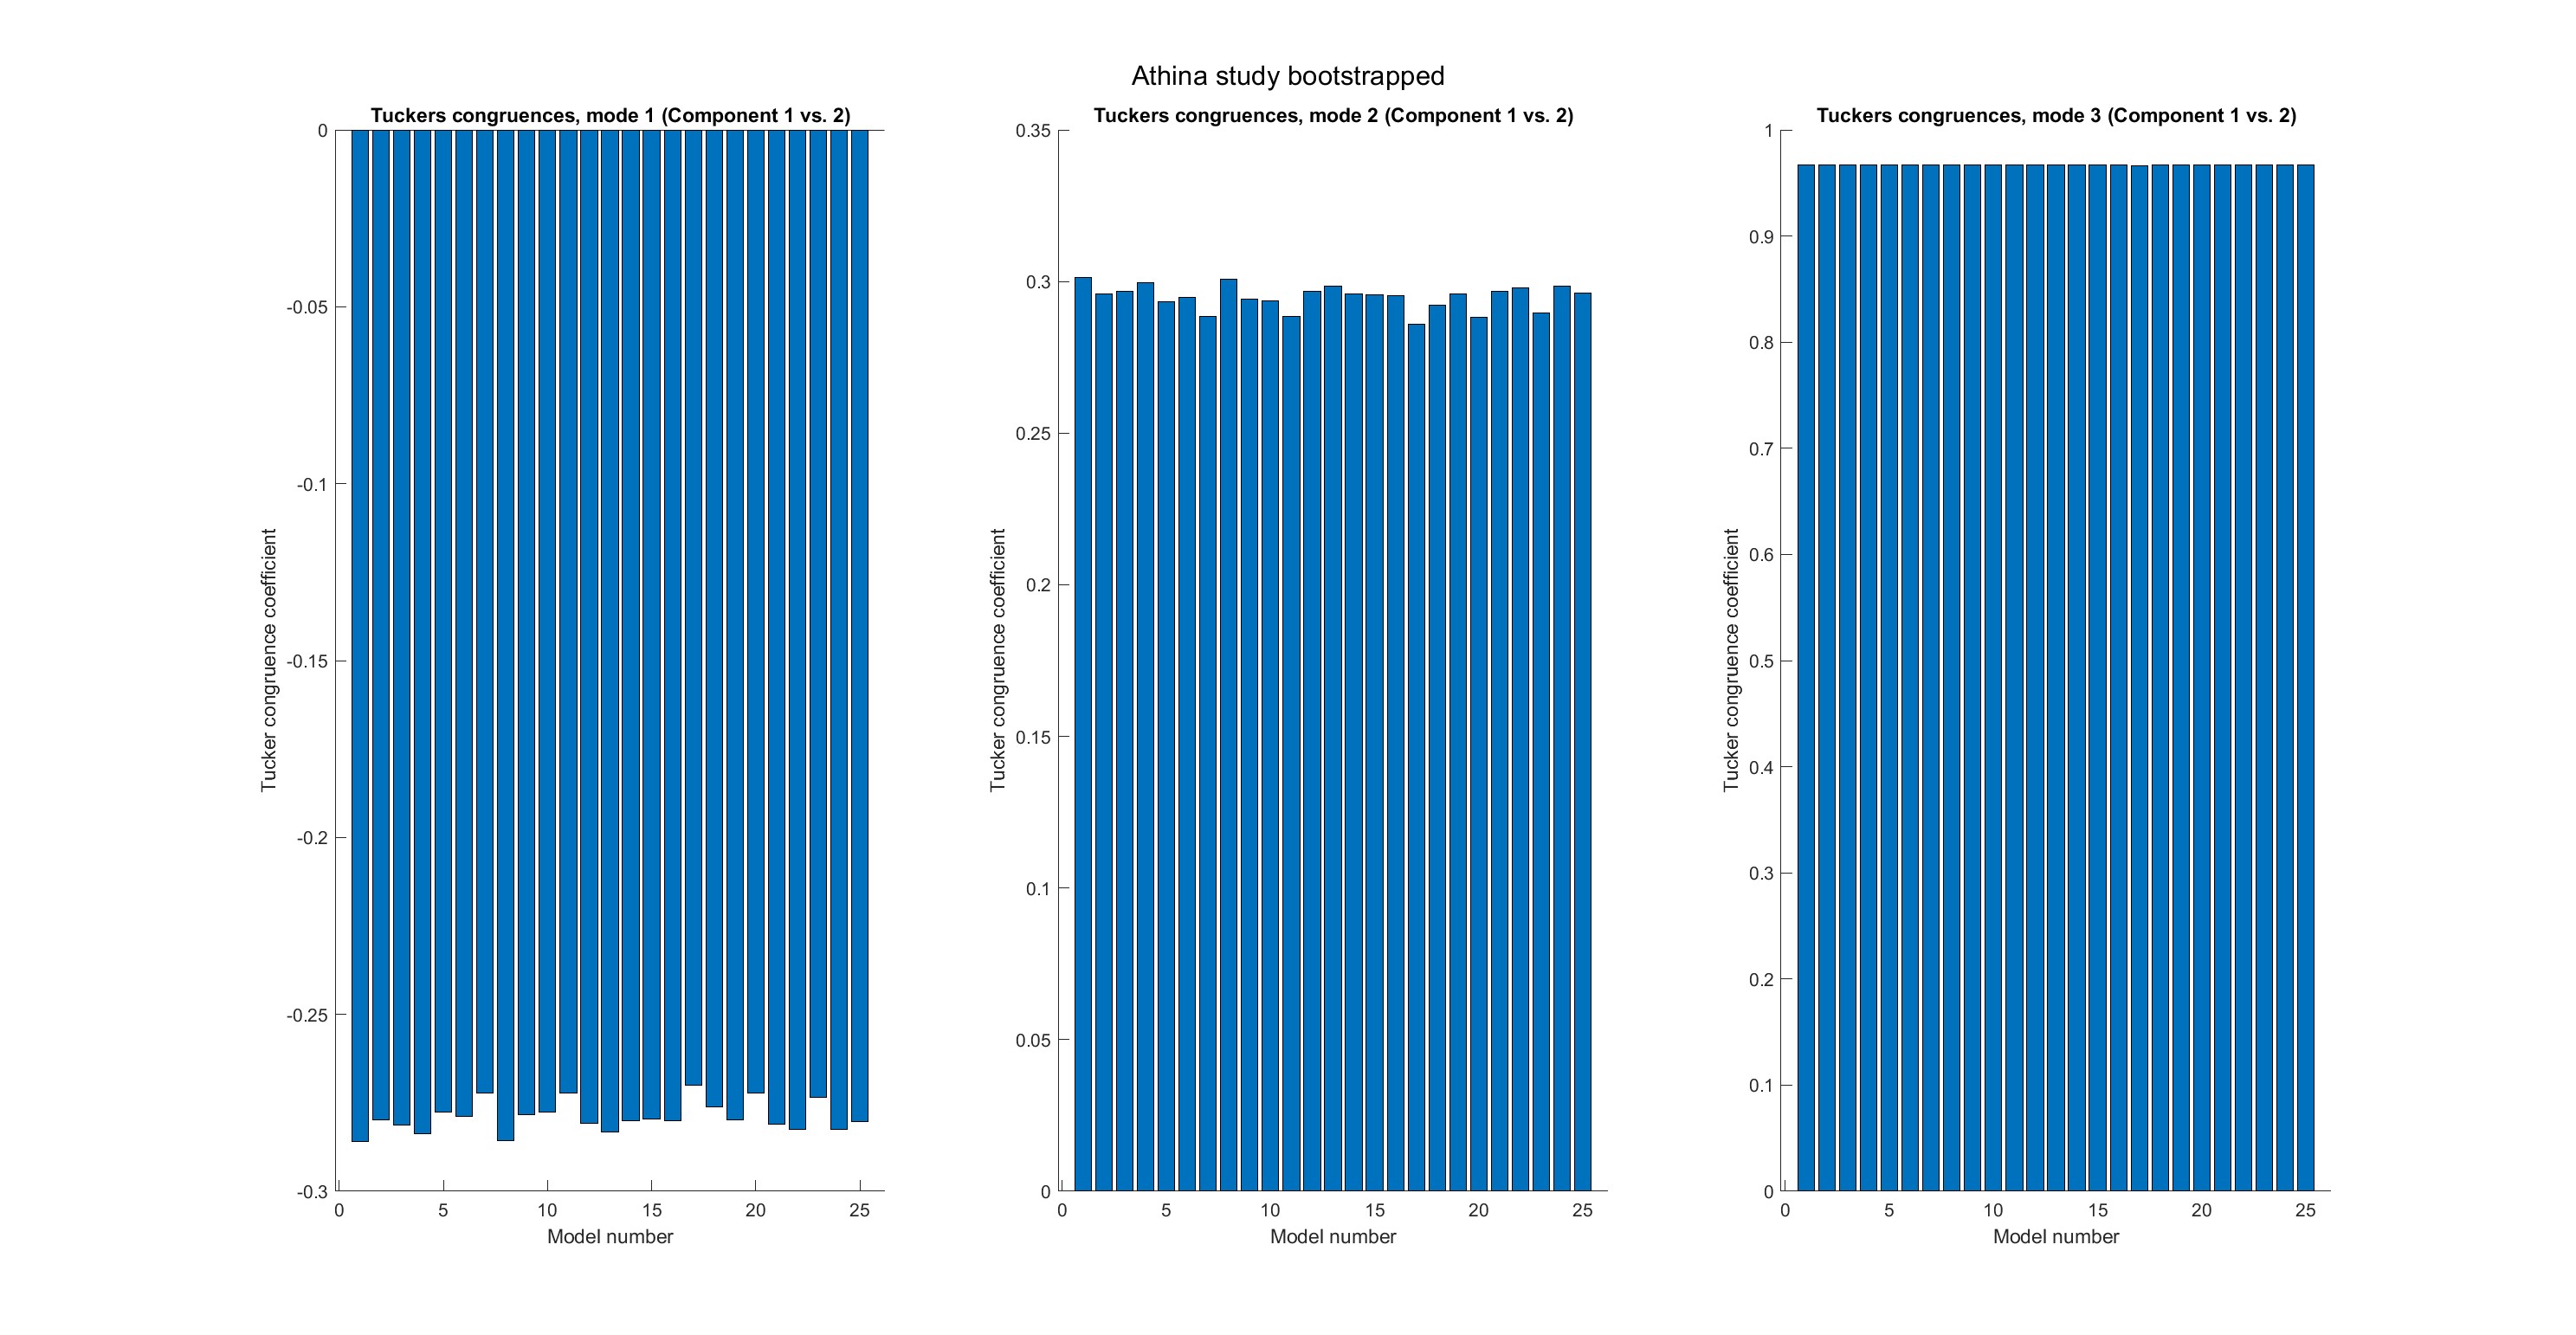 Athina study bootstrapped
Tuckers congruences, mode 1 (Component 1 vs. 2)
0
-0.05
-0.1
-0.15
-0.2
-0.25
-0.3
Tucker congruence coefficient
0 5 10 15 20 25
Model number
Tuckers congruences, mode 2 (Component 1 vs. 2)
0.35
0.3
0.25
0.2
0.15
0.1
0.05
0
Tucker congruence coefficient
0 5 10 15 20 25
Model number
Tuckers congruences, mode 3 (Component 1 vs. 2)
1
0.9
0.8
0.7
0.6
0.5
0.4
0.3
0.2
0.1
0
Tucker congruence coefficient
0 5 10 15 20 25
Model number